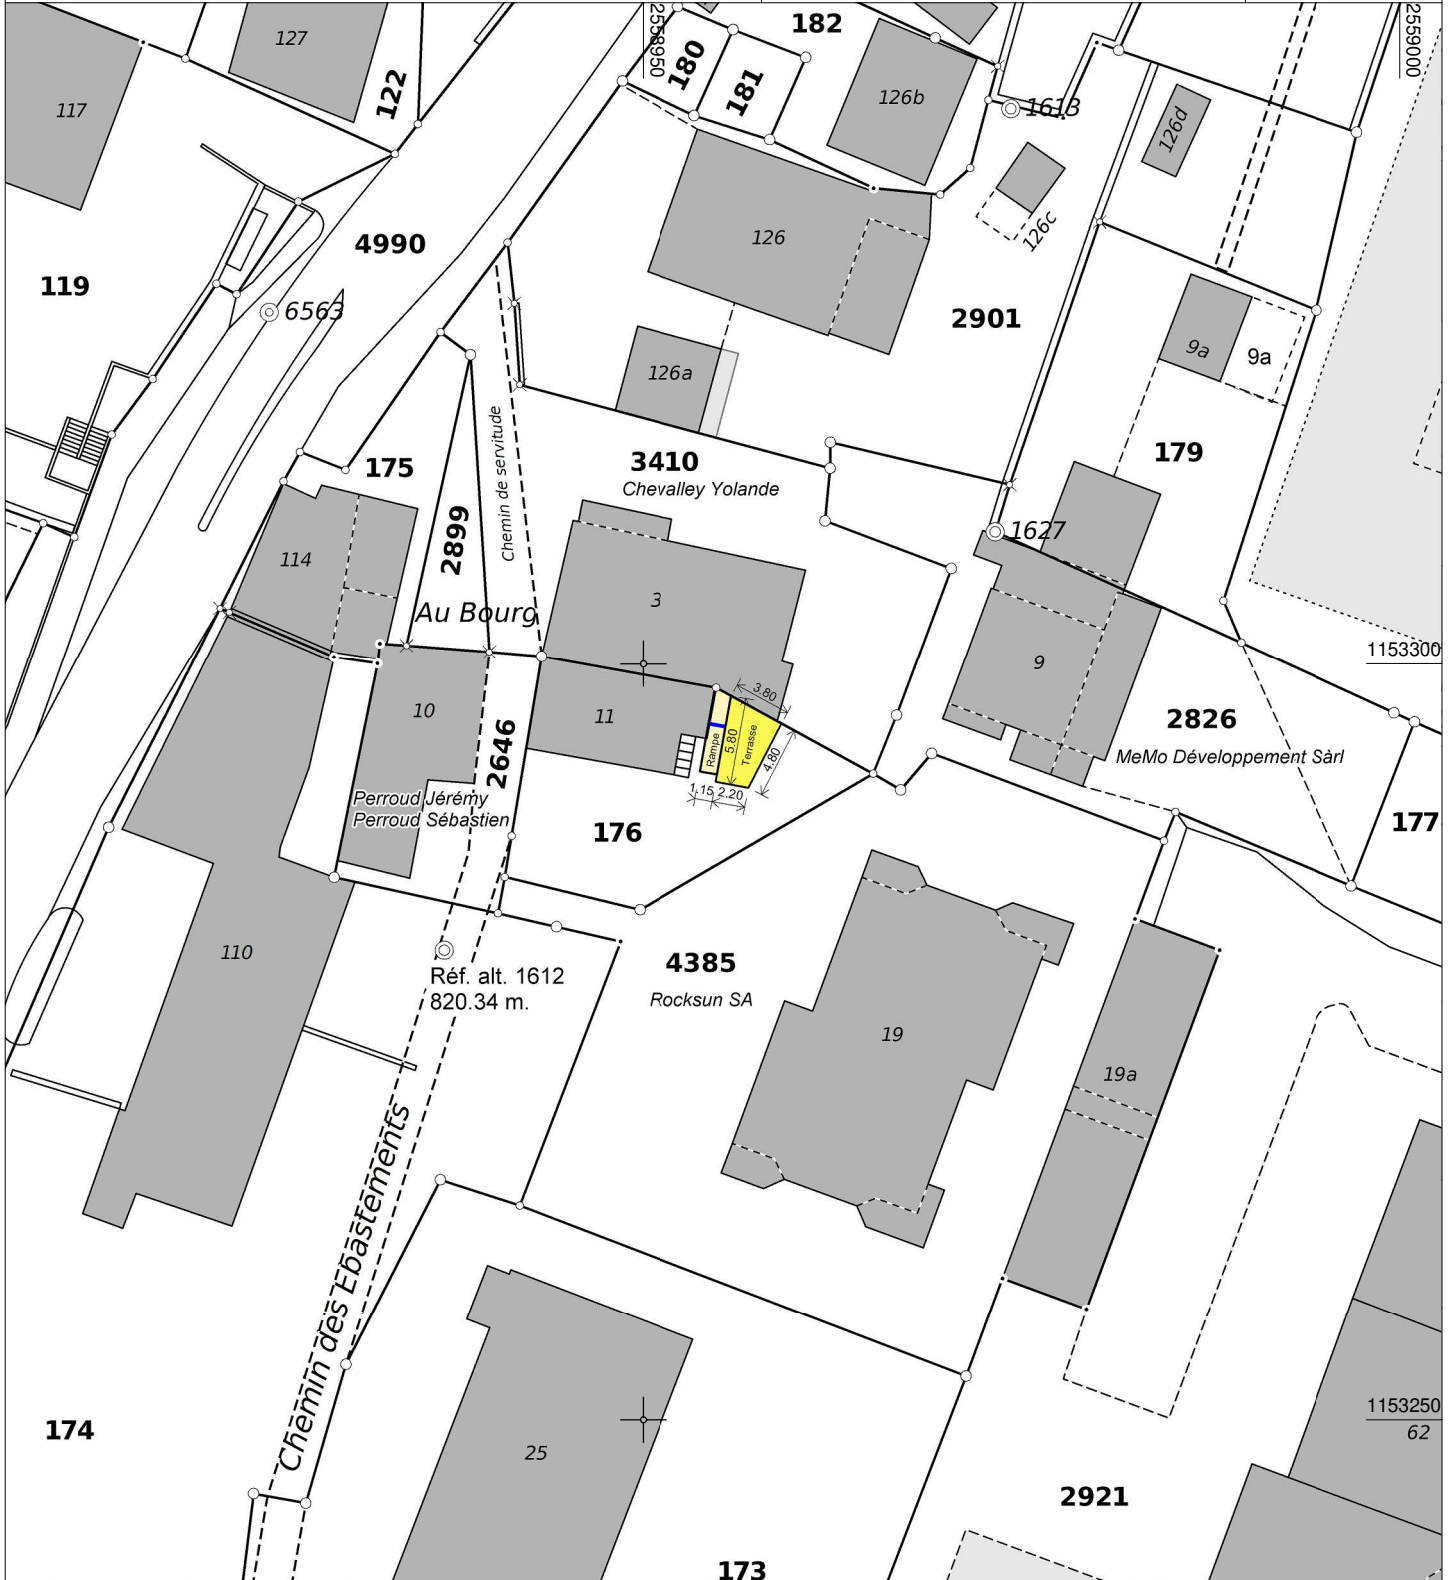 127
122
180
181
182
2558950
2559000
117
126b
1613
126d
126c
4990
126
119
6563
2901
9a
9a
126a
175
Chemin de servitude
3410
Chevalley Yolande
179
2899
1627
114
Au Bourg
3
1153300
9
10
11
2646
3.80
Rampe
5.80
Terrasse
4.80
1.15
2.20
2826
MeMo Développement Sàrl
Perroud Jérémy
Perroud Sébastien
176
177
110
Réf. alt. 1612
820.34 m.
4385
Rocksun SA
19
19a
Chemin des Ebastements
174
25
1153250
62
2921
173